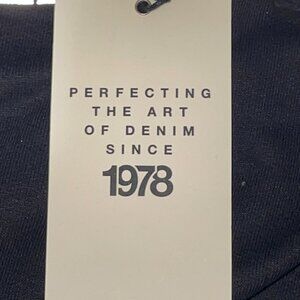 PERFECTING
THE ART
OF DENIM
SINCE
1978